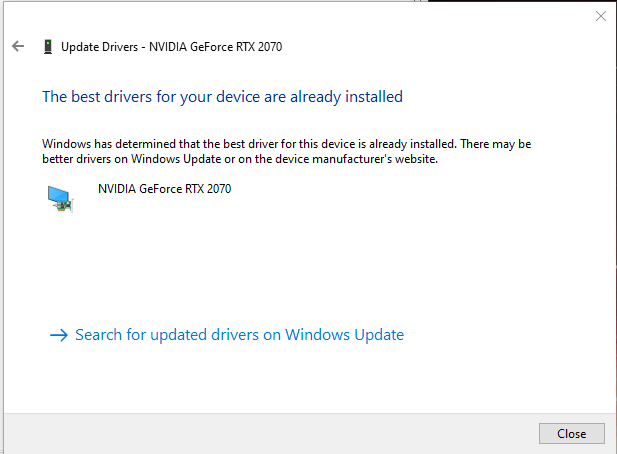 Update Drivers - NVIDIA GeForce RTX 2070
The best drivers for your device are already installed
Windows has determined that the best driver for this device is already installed. There may be
better drivers on Windows Update or on the device manufacturer's website.
NVIDIA GeForce RTX 2070
Search for updated drivers on Windows Update
Close